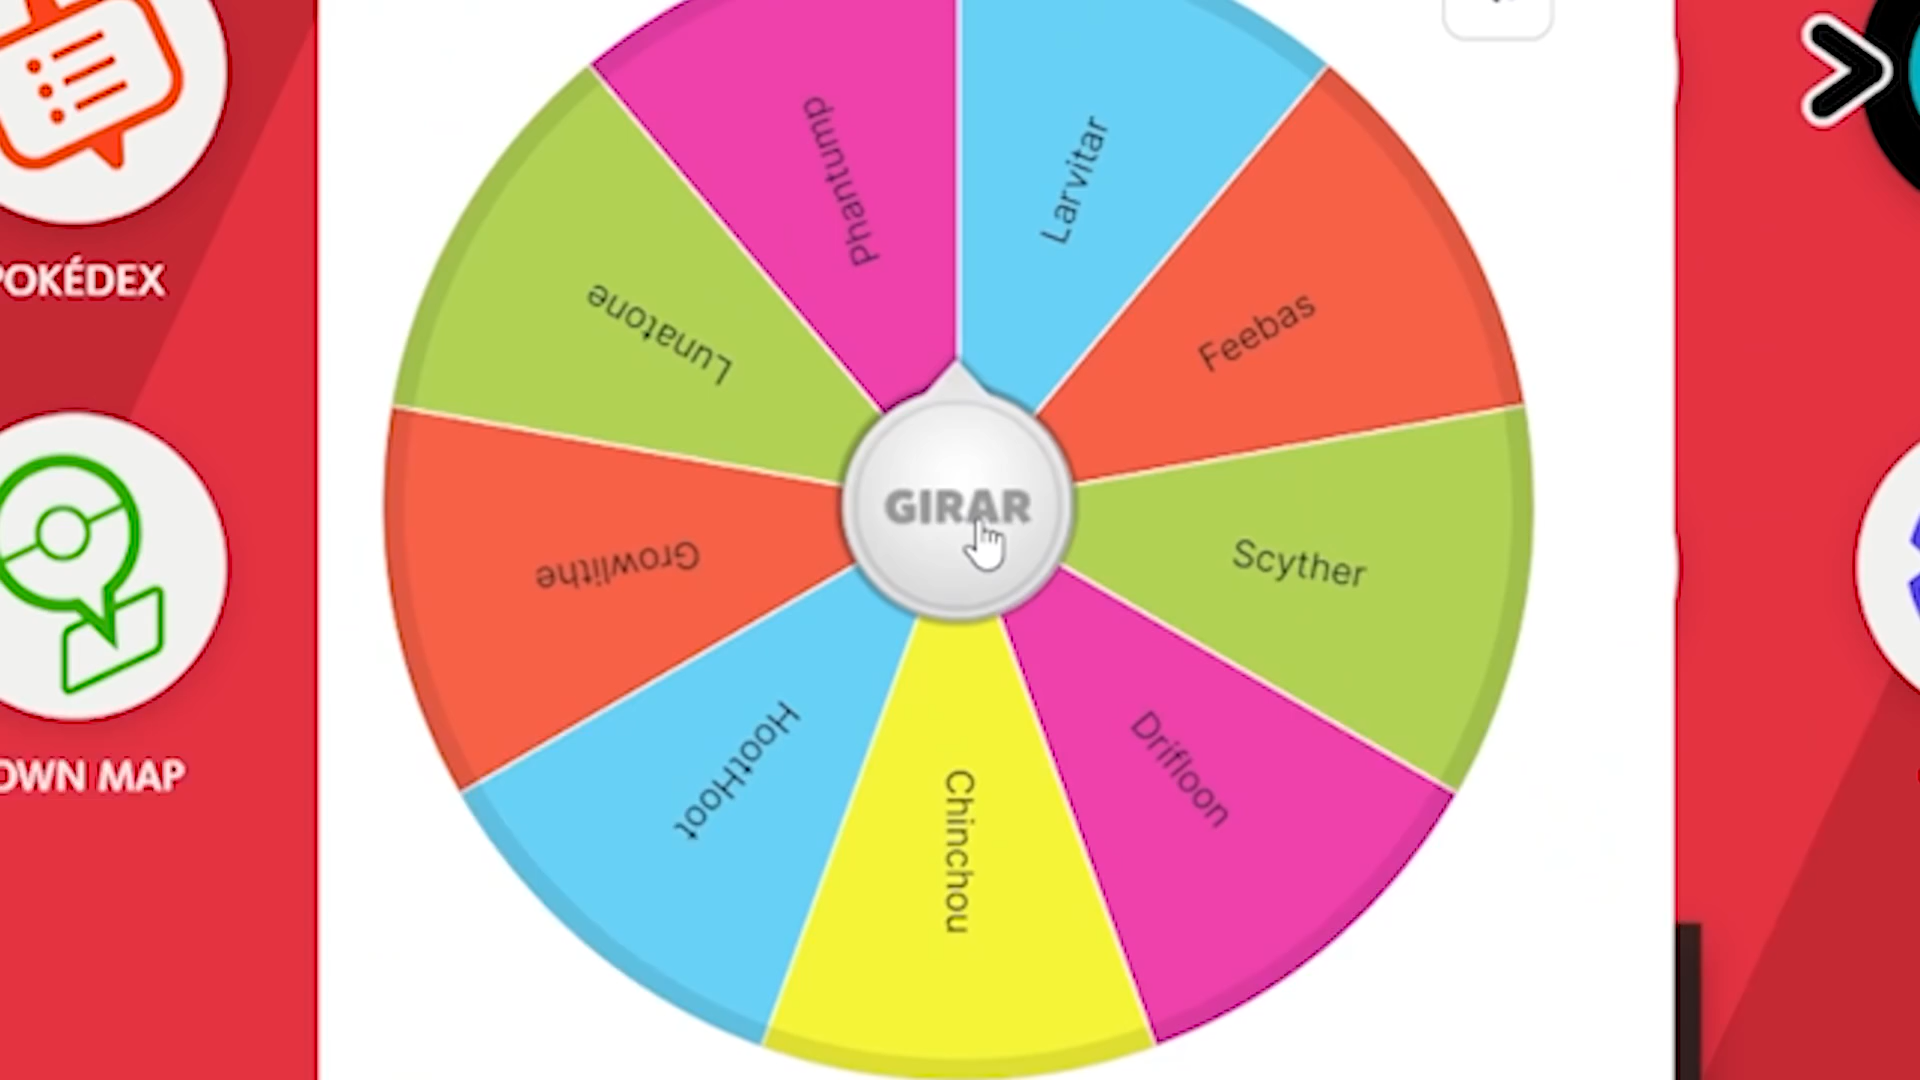 POKÉDEX
OWN MAP
Larvitar
Feebas
Scyther
Drifloon
Chinchou
HootHoot
Growlithe
Lunatone
Phantump
GIRAR